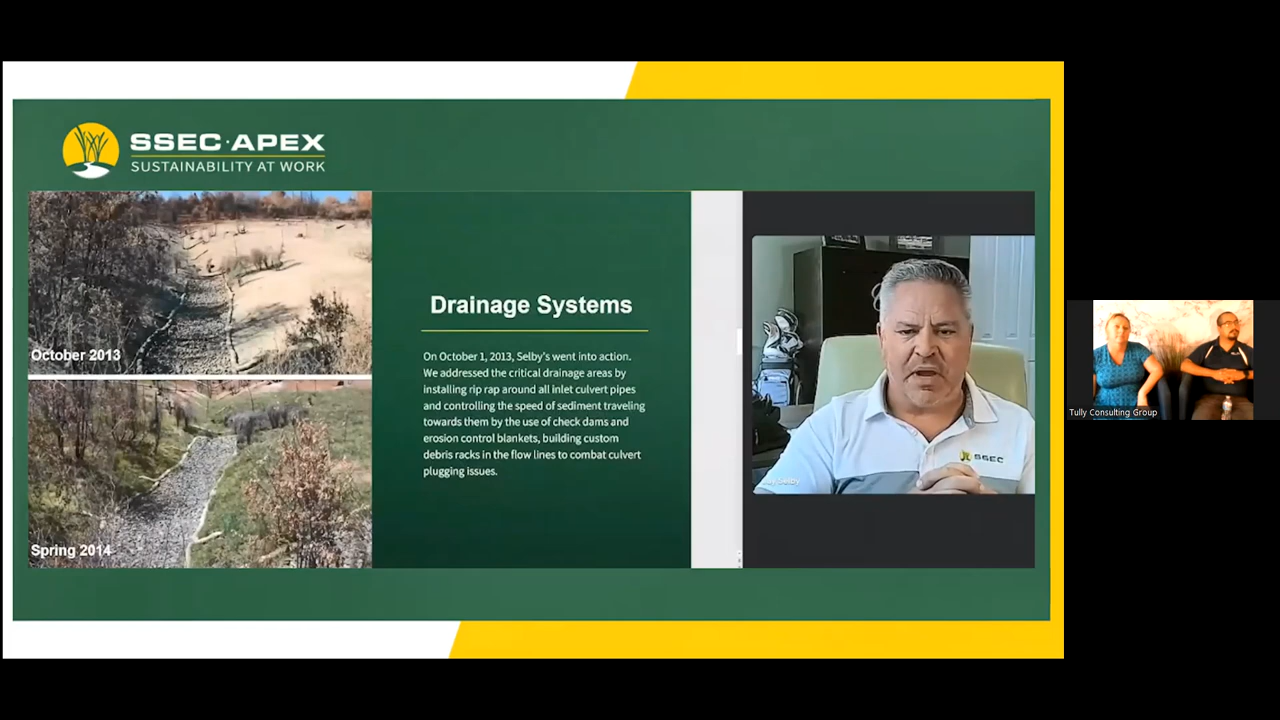 SSEC·APEX
SUSTAINABILITY AT WORK
October 2013
Spring 2014
Drainage Systems
On October 1, 2013, Selby's went into action.
We addressed the critical drainage areas by
installing rip rap around all inlet culvert pipes
and controlling the speed of sediment traveling
towards them by the use of check dams and
erosion control blankets, building custom
debris racks in the flow lines to combat culvert
plugging issues.
SSEC
Selby
Tully Consulting Group